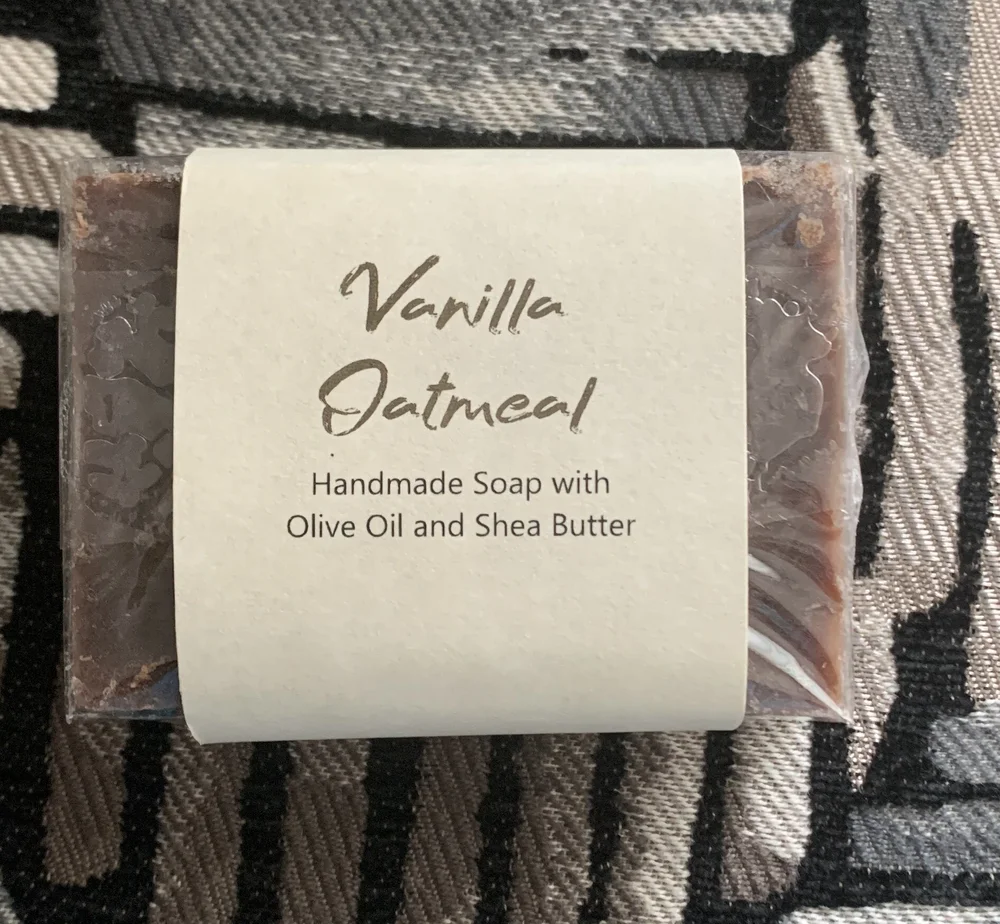 Vanilla
Oatmeal
Handmade Soap with
Olive Oil and Shea Butter